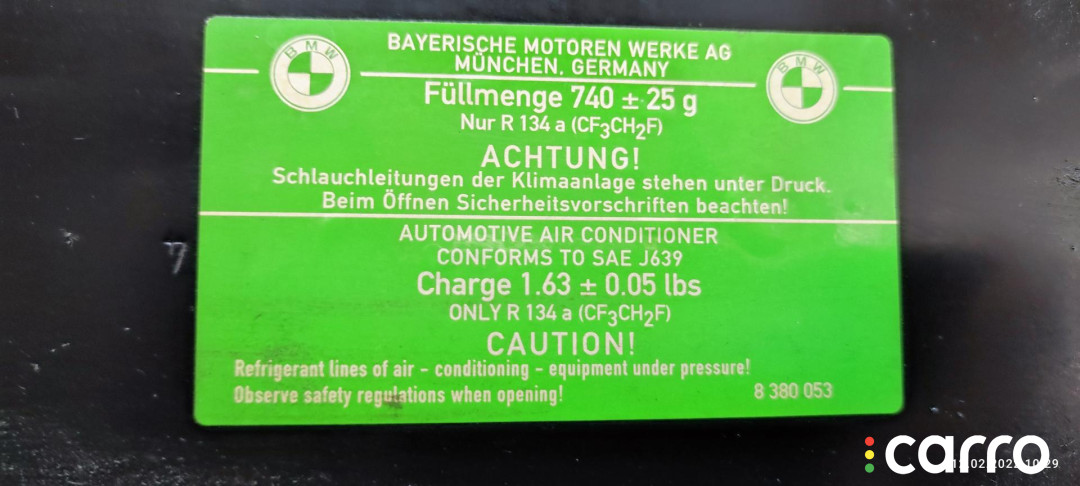 BMW
BMW
BAYERISCHE MOTOREN WERKE AG
MÜNCHEN, GERMANY
Füllmenge 740 ± 25 g
Nur R 134 a (CF3CH2F)
ACHTUNG!
Schlauchleitungen der Klimaanlage stehen unter Druck.
Beim Öffnen Sicherheitsvorschriften beachten!
AUTOMOTIVE AIR CONDITIONER
CONFORMS TO SAE J639
Charge 1.63 ± 0.05 lbs
ONLY R 134 a (CF3CH2F)
CAUTION!
Refrigerant lines of air - conditioning - equipment under pressure!
Observe safety regulations when opening!
8 380 053
carro